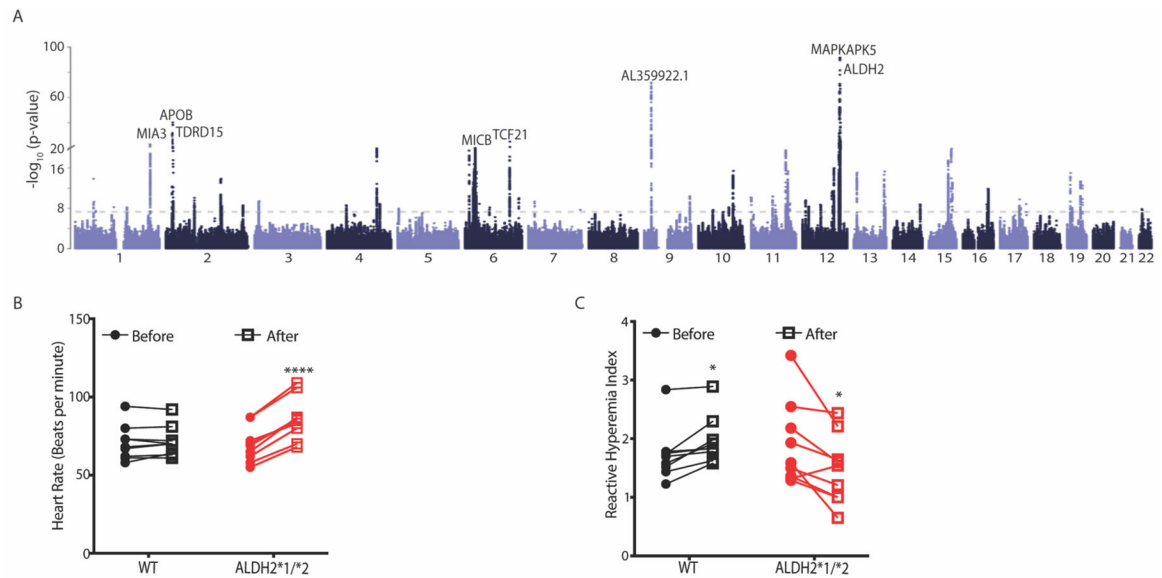 A
100
60
20
16
8
0
-log10 (p-value)
MIA3
APOB
TDRD15
MICB
TCF21
AL359922.1
MAPKAPK5
ALDH2
1 2 3 4 5 6 7 8 9 10 11 12 13 14 15 16 17 18 19 20 21 22
B
150
100
50
0
Heart Rate (Beats per minute)
Before
After
****
WT
ALDH2*1/*2
C
4
3
2
1
0
Reactive Hyperemia Index
Before
After
*
*
WT
ALDH2*1/*2